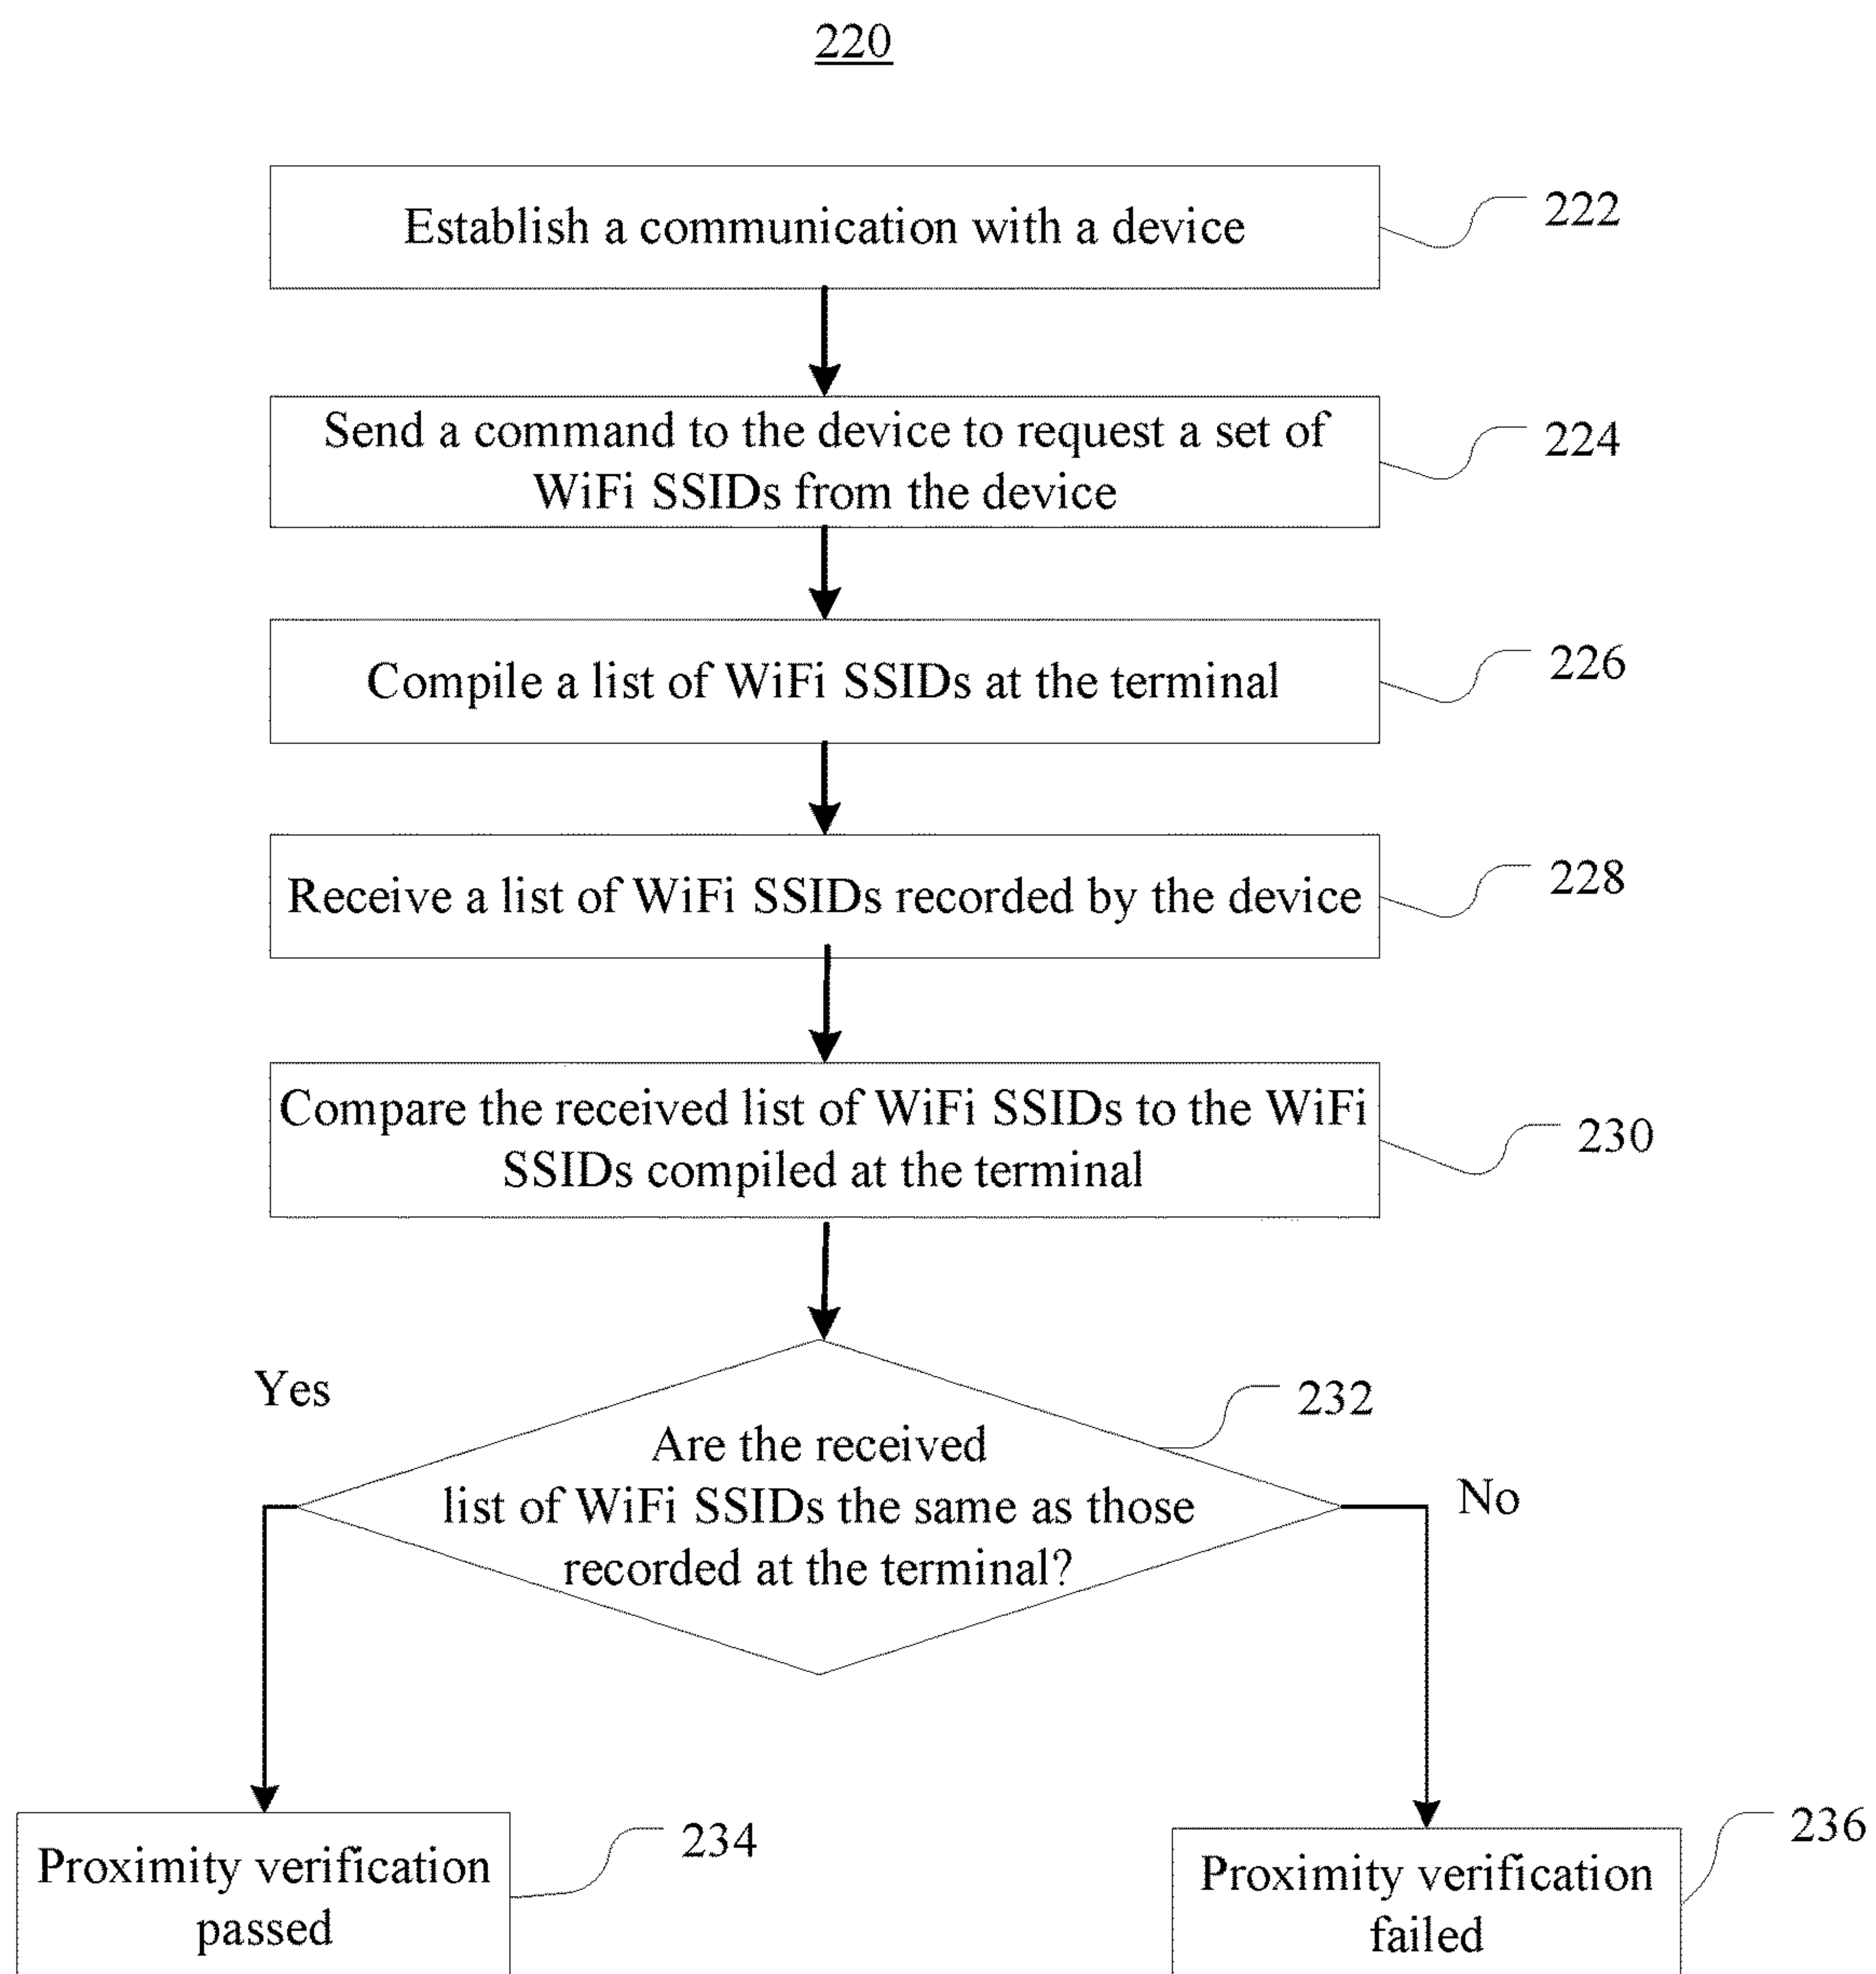 220
Establish a communication with a device
222
Send a command to the device to request a set of
WiFi SSIDs from the device
224
Compile a list of WiFi SSIDs at the terminal
226
Receive a list of WiFi SSIDs recorded by the device
228
Compare the received list of WiFi SSIDs to the WiFi
SSIDs compiled at the terminal
230
Yes
232
Are the received
list of WiFi SSIDs the same as those
recorded at the terminal?
No
Proximity verification
passed
234
Proximity verification
failed
236